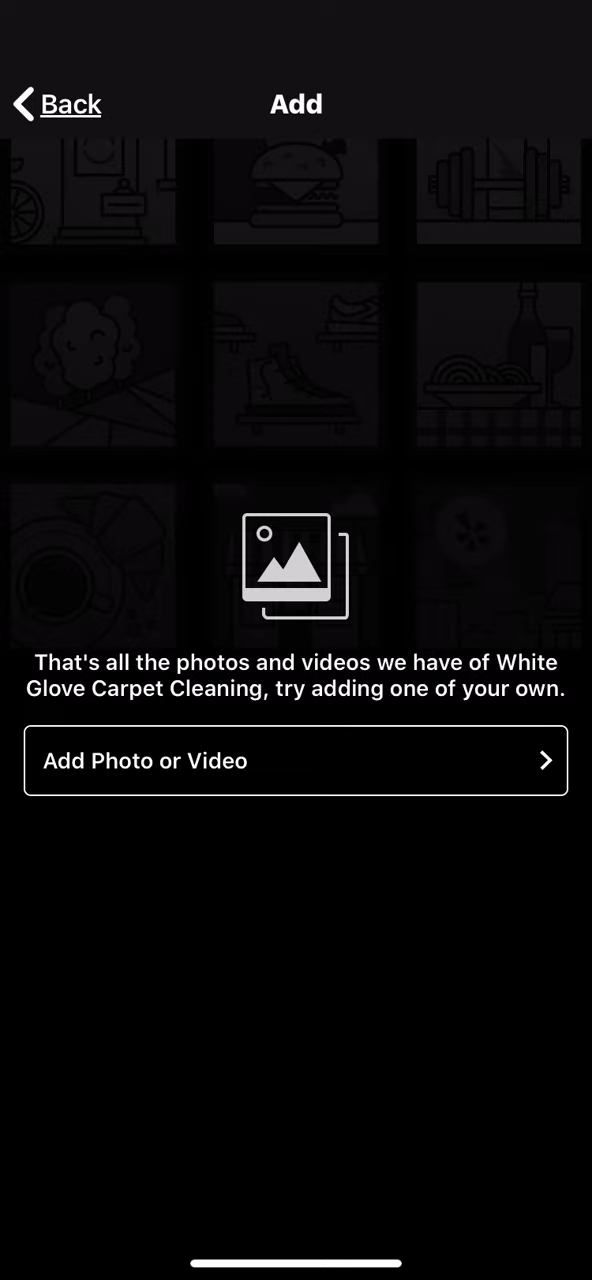 Back
Add
That's all the photos and videos we have of White
Glove Carpet Cleaning, try adding one of your own.
Add Photo or Video